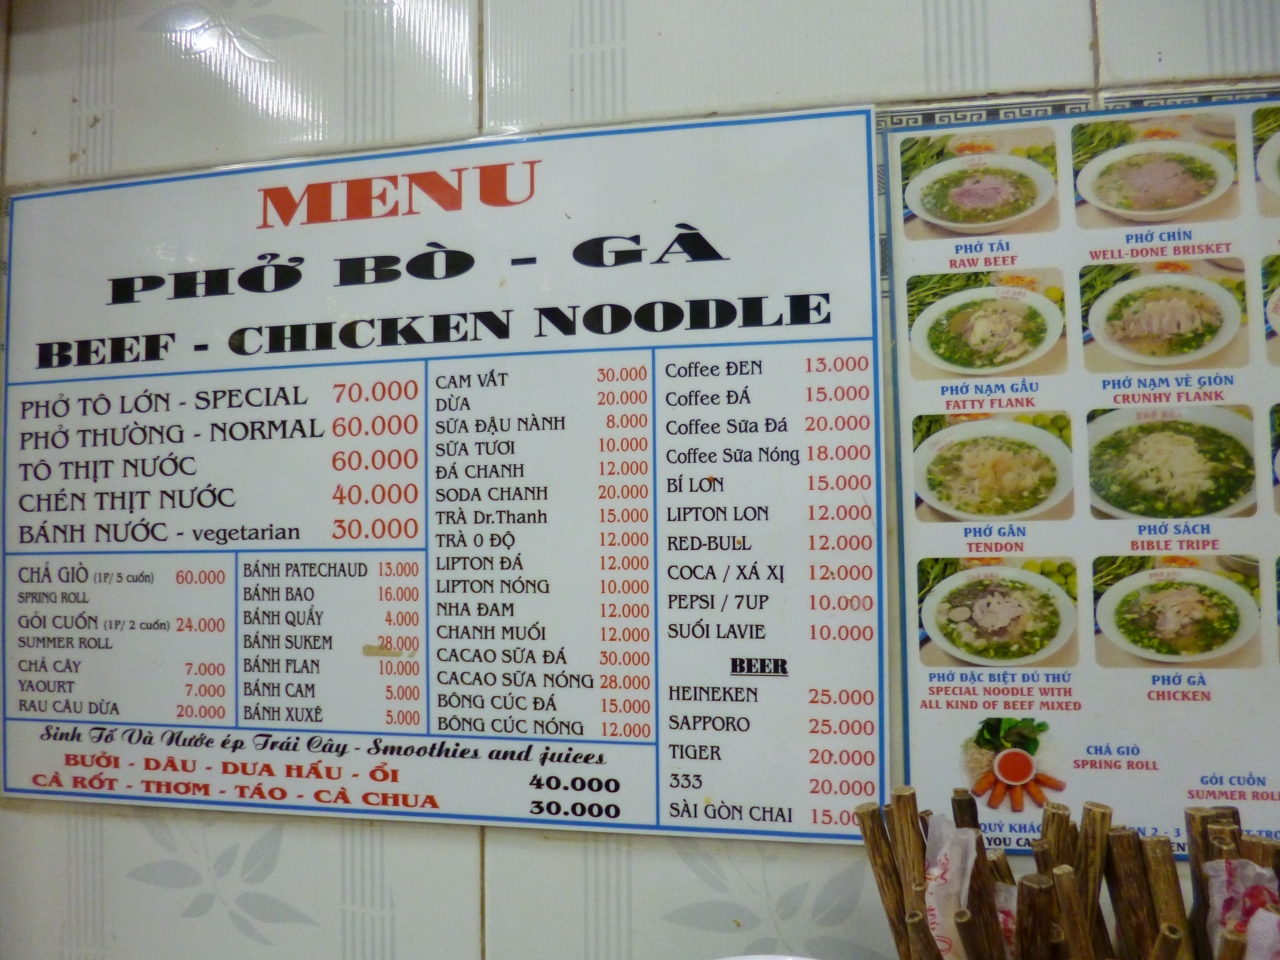 MENU
PHỞ BÒ - GÀ
BEEF - CHICKEN NOODLE
PHỞ TÔ LỚN - SPECIAL 70.000
PHỞ THƯỜNG - NORMAL 60.000
TÔ THỊT NƯỚC 60.000
CHÉN THỊT NƯỚC 40.000
BÁNH NƯỚC - vegetarian 30.000
CHẢ GIÒ (1P/ 5 cuốn) 60.000
SPRING ROLL
GỎI CUỐN (1P/ 2 cuốn) 24.000
SUMMER ROLL
CHẢ CÂY 7.000
YAOURT 7.000
RAU CÂU DỪA 20.000
BÁNH PATECHAUD 13.000
BÁNH BAO 16.000
BÁNH QUẨY 4.000
BÁNH SUKEM 28.000
BÁNH FLAN 10.000
BÁNH CAM 5.000
BÁNH XUXÊ 5.000
CAM VẮT 30.000
DỪA 20.000
SỮA ĐẬU NÀNH 8.000
SỮA TƯƠI 10.000
ĐÁ CHANH 12.000
SODA CHANH 20.000
TRÀ Dr.Thanh 15.000
TRÀ 0 ĐỘ 12.000
LIPTON ĐÁ 12.000
LIPTON NÓNG 10.000
NHA ĐAM 12.000
CHANH MUỐI 12.000
CACAO SỮA ĐÁ 30.000
CACAO SỮA NÓNG 28.000
BÔNG CÚC ĐÁ 15.000
BÔNG CÚC NÓNG 12.000
Coffee ĐEN 13.000
Coffee ĐÁ 15.000
Coffee Sữa Đá 20.000
Coffee Sữa Nóng 18.000
BÍ LON 15.000
LIPTON LON 12.000
RED-BULL 12.000
COCA / XÁ XỊ 12.000
PEPSI / 7UP 10.000
SUỐI LAVIE 10.000
BEER
HEINEKEN 25.000
SAPPORO 25.000
TIGER 20.000
333 20.000
SÀI GÒN CHAI 15.00
Sinh Tố Và Nước ép Trái Cây - Smoothies and juices
BƯỞI - DÂU - DƯA HẤU - ỔI 40.000
CÀ RỐT - THƠM - TÁO - CÀ CHUA 30.000
PHỞ TÁI
RAW BEEF
PHỞ CHÍN
WELL-DONE BRISKET
PHỞ NẠM GẦU
FATTY FLANK
PHỞ NẠM VÈ GIÒN
CRUNHY FLANK
PHỞ GÂN
TENDON
PHỞ SÁCH
BIBLE TRIPE
PHỞ ĐẶC BIỆT ĐỦ THỨ
SPECIAL NOODLE WITH
ALL KIND OF BEEF MIXED
PHỞ GÀ
CHICKEN
CHẢ GIÒ
SPRING ROLL
GỎI CUỐN
SUMMER ROLL
QUÝ KHÁC
YOU CA